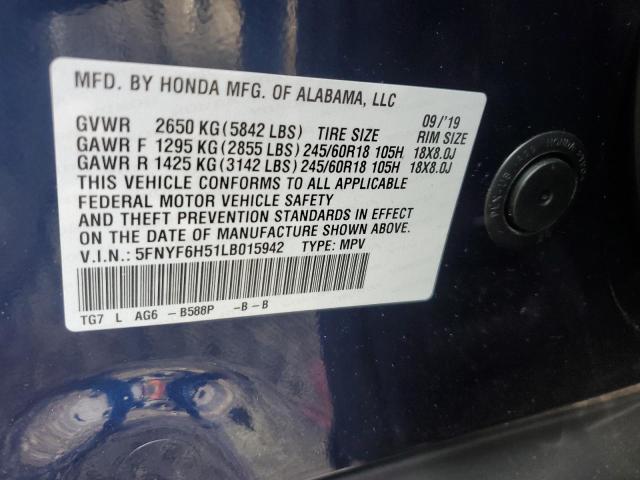 MFD. BY HONDA MFG. OF ALABAMA, LLC
09/'19
GVWR 2650 KG(5842 LBS) TIRE SIZE RIM SIZE
GAWR F 1295 KG(2855 LBS) 245/60R18 105H 18X8.0J
GAWR R 1425 KG(3142 LBS) 245/60R18 105H 18X8.0J
THIS VEHICLE CONFORMS TO ALL APPLICABLE
FEDERAL MOTOR VEHICLE SAFETY
AND THEFT PREVENTION STANDARDS IN EFFECT
ON THE DATE OF MANUFACTURE SHOWN ABOVE.
V.I.N.: 5FNYF6H51LB015942 TYPE: MPV
TG7 L AG6 - B588P -B-B